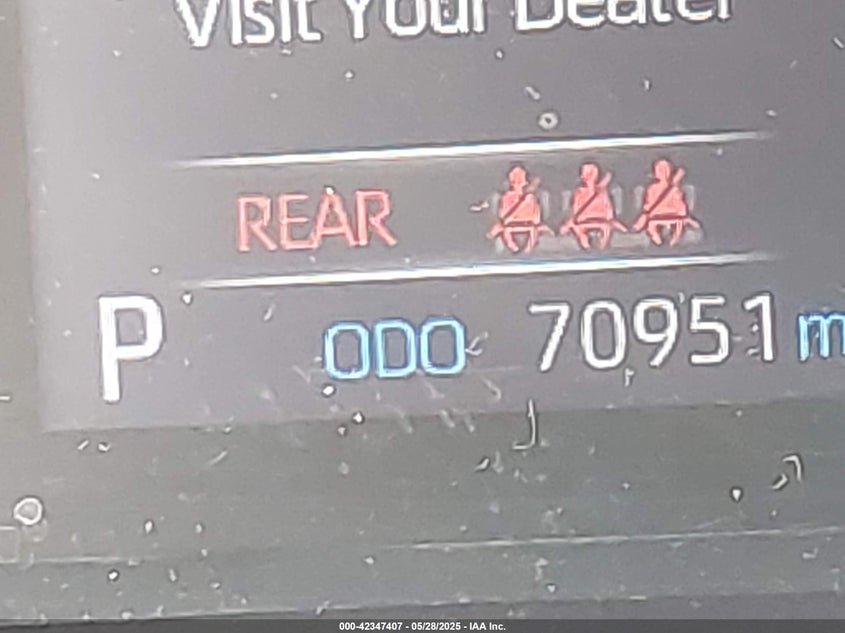 Visit Your Dealer
REAR
P ODO 70951 m
000-42347407 - 05/28/2025 - IAA Inc.